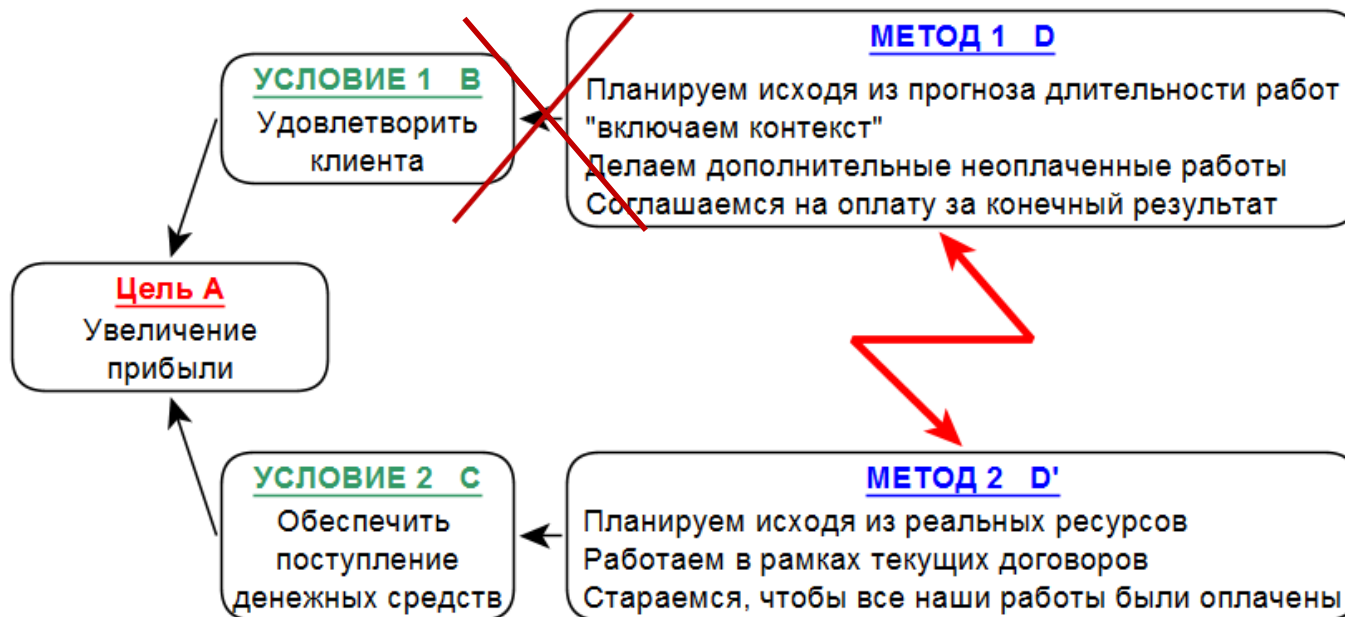 МЕТОД 1 D
Планируем исходя из прогноза длительности работ
"включаем контекст"
Делаем дополнительные неоплаченные работы
Соглашаемся на оплату за конечный результат
УСЛОВИЕ 1 B
Удовлетворить
клиента
Цель A
Увеличение
прибыли
УСЛОВИЕ 2 C
Обеспечить
поступление
денежных средств
МЕТОД 2 D'
Планируем исходя из реальных ресурсов
Работаем в рамках текущих договоров
Стараемся, чтобы все наши работы были оплачены